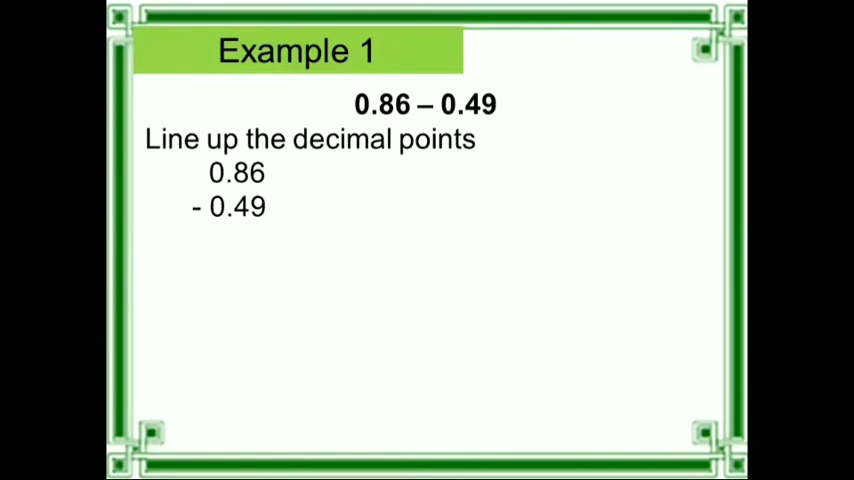 Example 1
0.86 – 0.49
Line up the decimal points
0.86
- 0.49